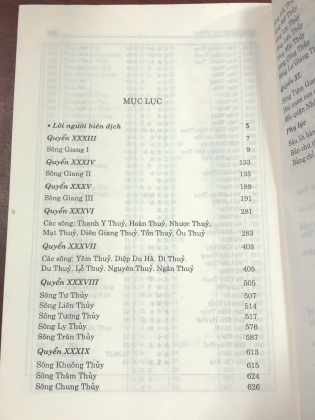 MỤC LỤC
• Lời người biên dịch 5
Quyển XXXIII 7
Sông Giang I 9
Quyển XXXIV 133
Sông Giang II 135
Quyển XXXV 189
Sông Giang III 191
Quyển XXXVI 281
Các sông: Thanh Y Thuỷ, Hoàn Thuỷ, Nhược Thuỷ,
Mạt Thuỷ, Diên Giang Thuỷ, Tồn Thuỷ, Ôn Thuỷ 283
Quyển XXXVII 403
Các sông: Yêm Thuỷ, Diệp Du Hà, Di Thuỷ,
Du Thuỷ, Lễ Thuỷ, Nguyên Thuỷ, Ngân Thuỷ 405
Quyển XXXVIII 505
Sông Tư Thủy 507
Sông Liên Thủy 514
Sông Tương Thủy 517
Sông Ly Thủy 576
Sông Trăn Thủy 587
Quyển XXXIX 613
Sông Khuông Thủy 615
Sông Thâm Thủy 624
Sông Chung Thủy 626
Quyển XL
Sông Tiệm Giang
Phụ lục